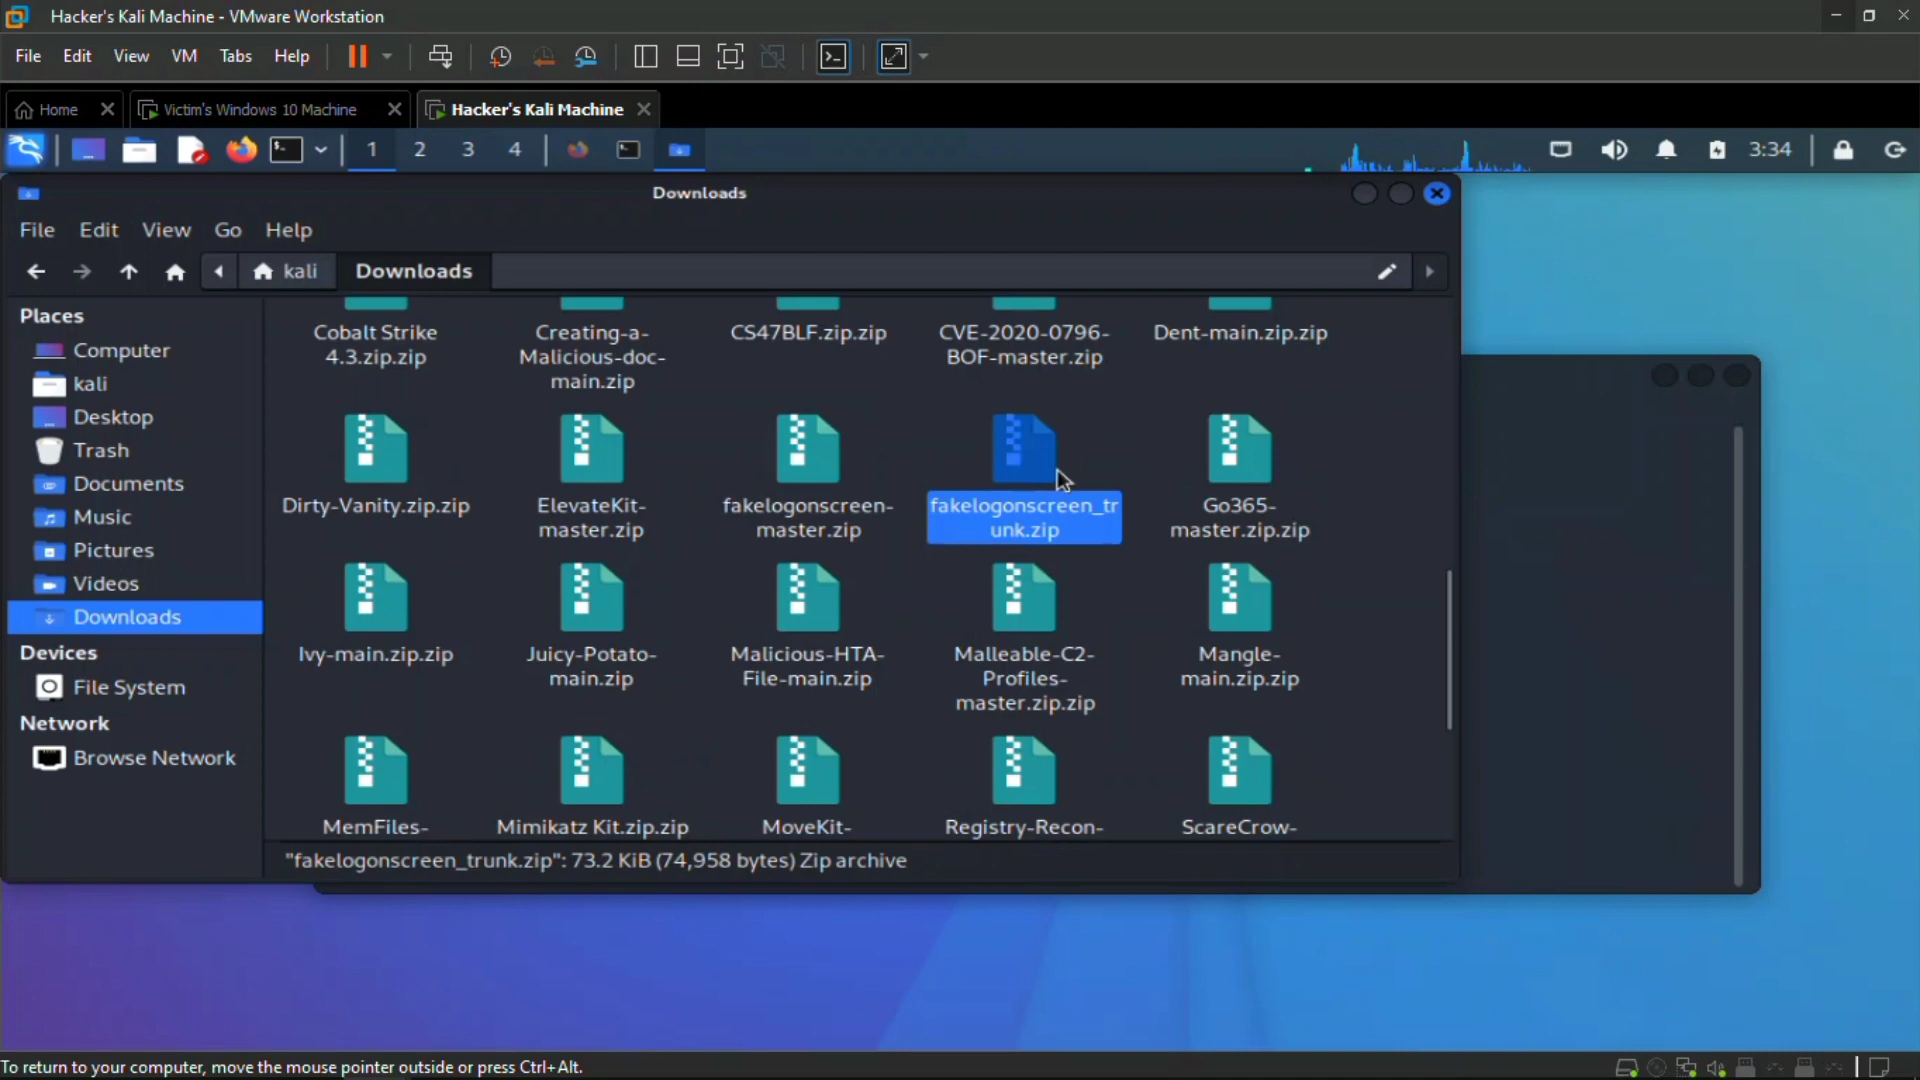 Hacker's Kali Machine - VMware Workstation
File Edit View VM Tabs Help
Home Victim's Windows 10 Machine Hacker's Kali Machine
1 2 3 4 3:34
Downloads
File Edit View Go Help
kali Downloads
Places
Computer
kali
Desktop
Trash
Documents
Music
Pictures
Videos
Downloads
Devices
File System
Network
Browse Network
Cobalt Strike
4.3.zip.zip
Creating-a-
Malicious-doc-
main.zip
CS47BLF.zip.zip
CVE-2020-0796-
BOF-master.zip
Dent-main.zip.zip
Dirty-Vanity.zip.zip
ElevateKit-
master.zip
fakelogonscreen-
master.zip
fakelogonscreen_tr
unk.zip
Go365-
master.zip.zip
Ivy-main.zip.zip
Juicy-Potato-
main.zip
Malicious-HTA-
File-main.zip
Malleable-C2-
Profiles-
master.zip.zip
Mangle-
main.zip.zip
MemFiles-
Mimikatz Kit.zip.zip
MoveKit-
Registry-Recon-
ScareCrow-
"fakelogonscreen_trunk.zip": 73.2 KiB (74,958 bytes) Zip archive
To return to your computer, move the mouse pointer outside or press Ctrl+Alt.